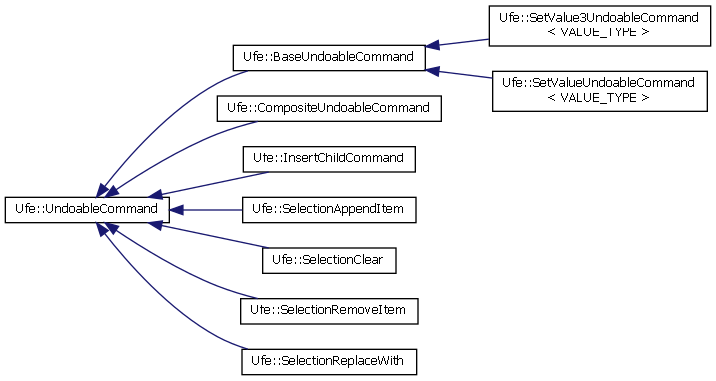 Ufe::SetValue3UndoableCommand
< VALUE_TYPE >
Ufe::BaseUndoableCommand
Ufe::SetValueUndoableCommand
< VALUE_TYPE >
Ufe::CompositeUndoableCommand
Ufe::InsertChildCommand
Ufe::UndoableCommand
Ufe::SelectionAppendItem
Ufe::SelectionClear
Ufe::SelectionRemoveItem
Ufe::SelectionReplaceWith